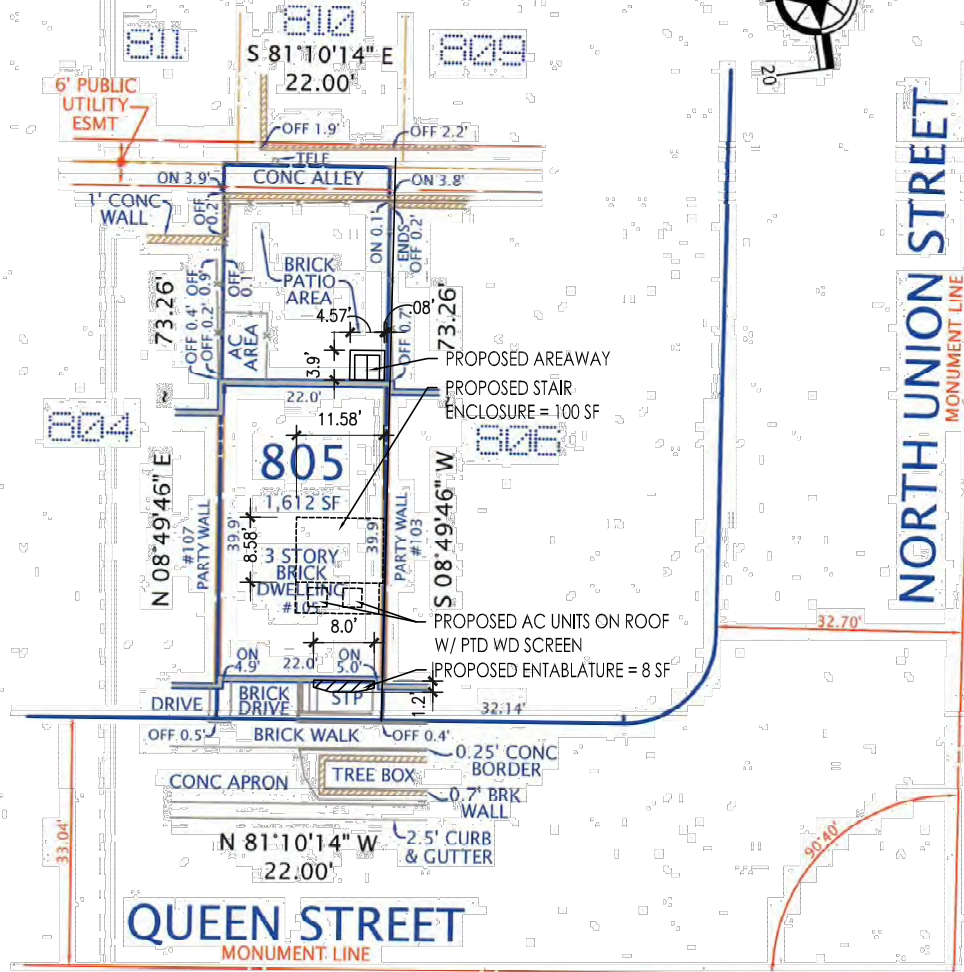 811
810
809
S 81°10'14" E
22.00'
20
6' PUBLIC
UTILITY
ESMT
OFF 1.9'
OFF 2.2'
TELE
ON 3.9'
CONC ALLEY
ON 3.8'
1' CONC
WALL
OFF
0.2'
ON 0.1'
ENDS
OFF 0.2'
BRICK
PATIO
AREA
OFF 0.9'
OFF
0.1'
73.26'
OFF 0.4'
OFF 0.2'
AC
AREA
4.57'
.08'
3.9'
OFF 0.7'
73.26'
PROPOSED AREAWAY
PROPOSED STAIR
ENCLOSURE = 100 SF
22.0'
11.58'
804
805
806
1,612 SF
N 08°49'46" E
#107
PARTY WALL
39.9'
8.58'
39.9'
PARTY WALL
#103
S 08°49'46" W
3 STORY
BRICK
DWELLING
#105
PROPOSED AC UNITS ON ROOF
W/ PTD WD SCREEN
8.0'
ON
4.9'
22.0'
ON
5.0'
PROPOSED ENTABLATURE = 8 SF
DRIVE
BRICK
DRIVE
STP
1.2'
32.14'
OFF 0.5'
BRICK WALK
OFF 0.4'
0.25' CONC
BORDER
CONC APRON
TREE BOX
0.7' BRK
WALL
2.5' CURB
& GUTTER
N 81°10'14" W
22.00'
33.04'
QUEEN STREET
MONUMENT LINE
NORTH UNION STREET
MONUMENT LINE
32.70'
90°40'